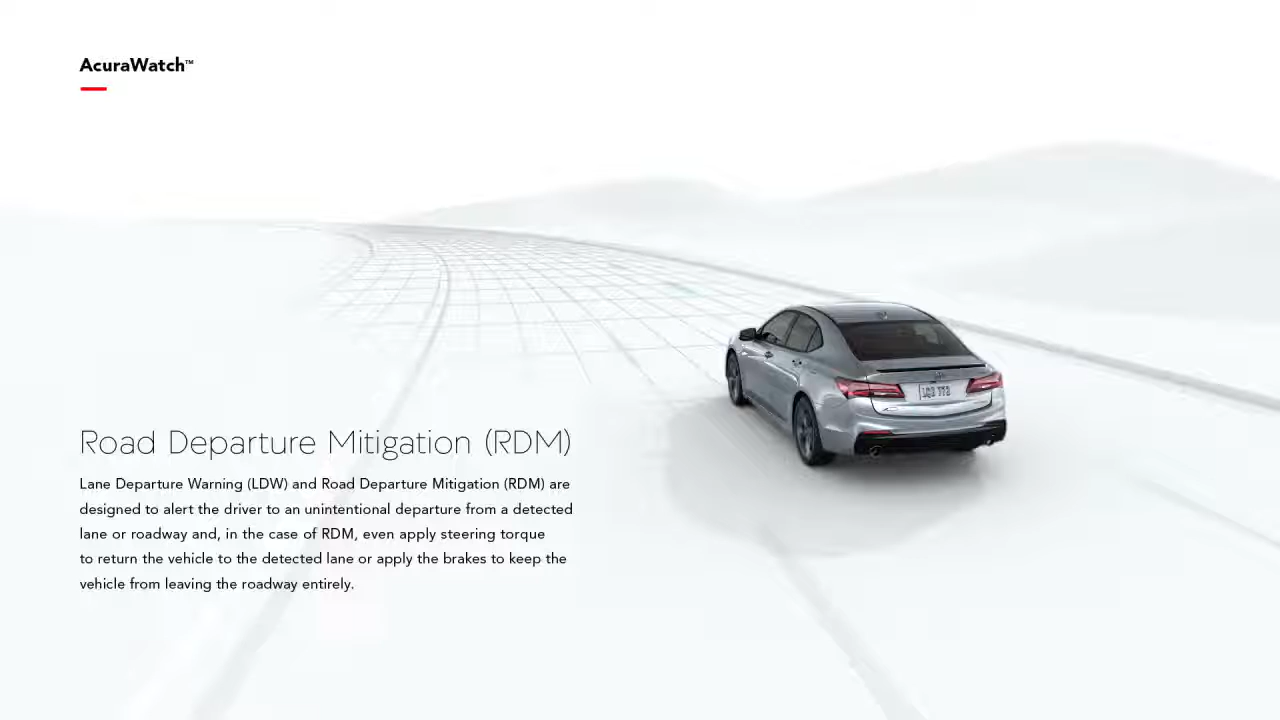 AcuraWatch™
Road Departure Mitigation (RDM)
Lane Departure Warning (LDW) and Road Departure Mitigation (RDM) are
designed to alert the driver to an unintentional departure from a detected
lane or roadway and, in the case of RDM, even apply steering torque
to return the vehicle to the detected lane or apply the brakes to keep the
vehicle from leaving the roadway entirely.